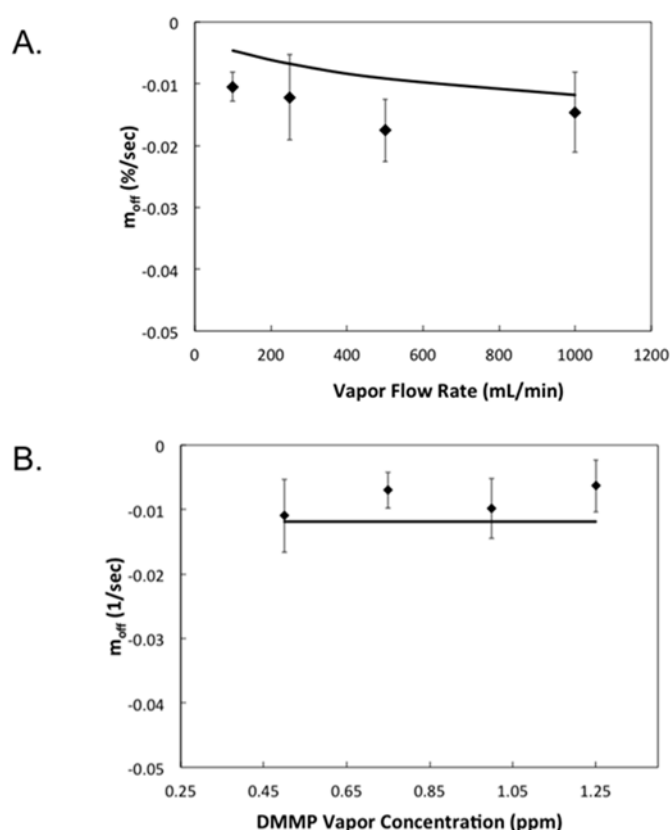 A.
0
-0.01
-0.02
-0.03
-0.04
-0.05
m_off (%/sec)
0 200 400 600 800 1000 1200
Vapor Flow Rate (mL/min)
B.
0
-0.01
-0.02
-0.03
-0.04
-0.05
m_off (1/sec)
0.25 0.45 0.65 0.85 1.05 1.25
DMMP Vapor Concentration (ppm)